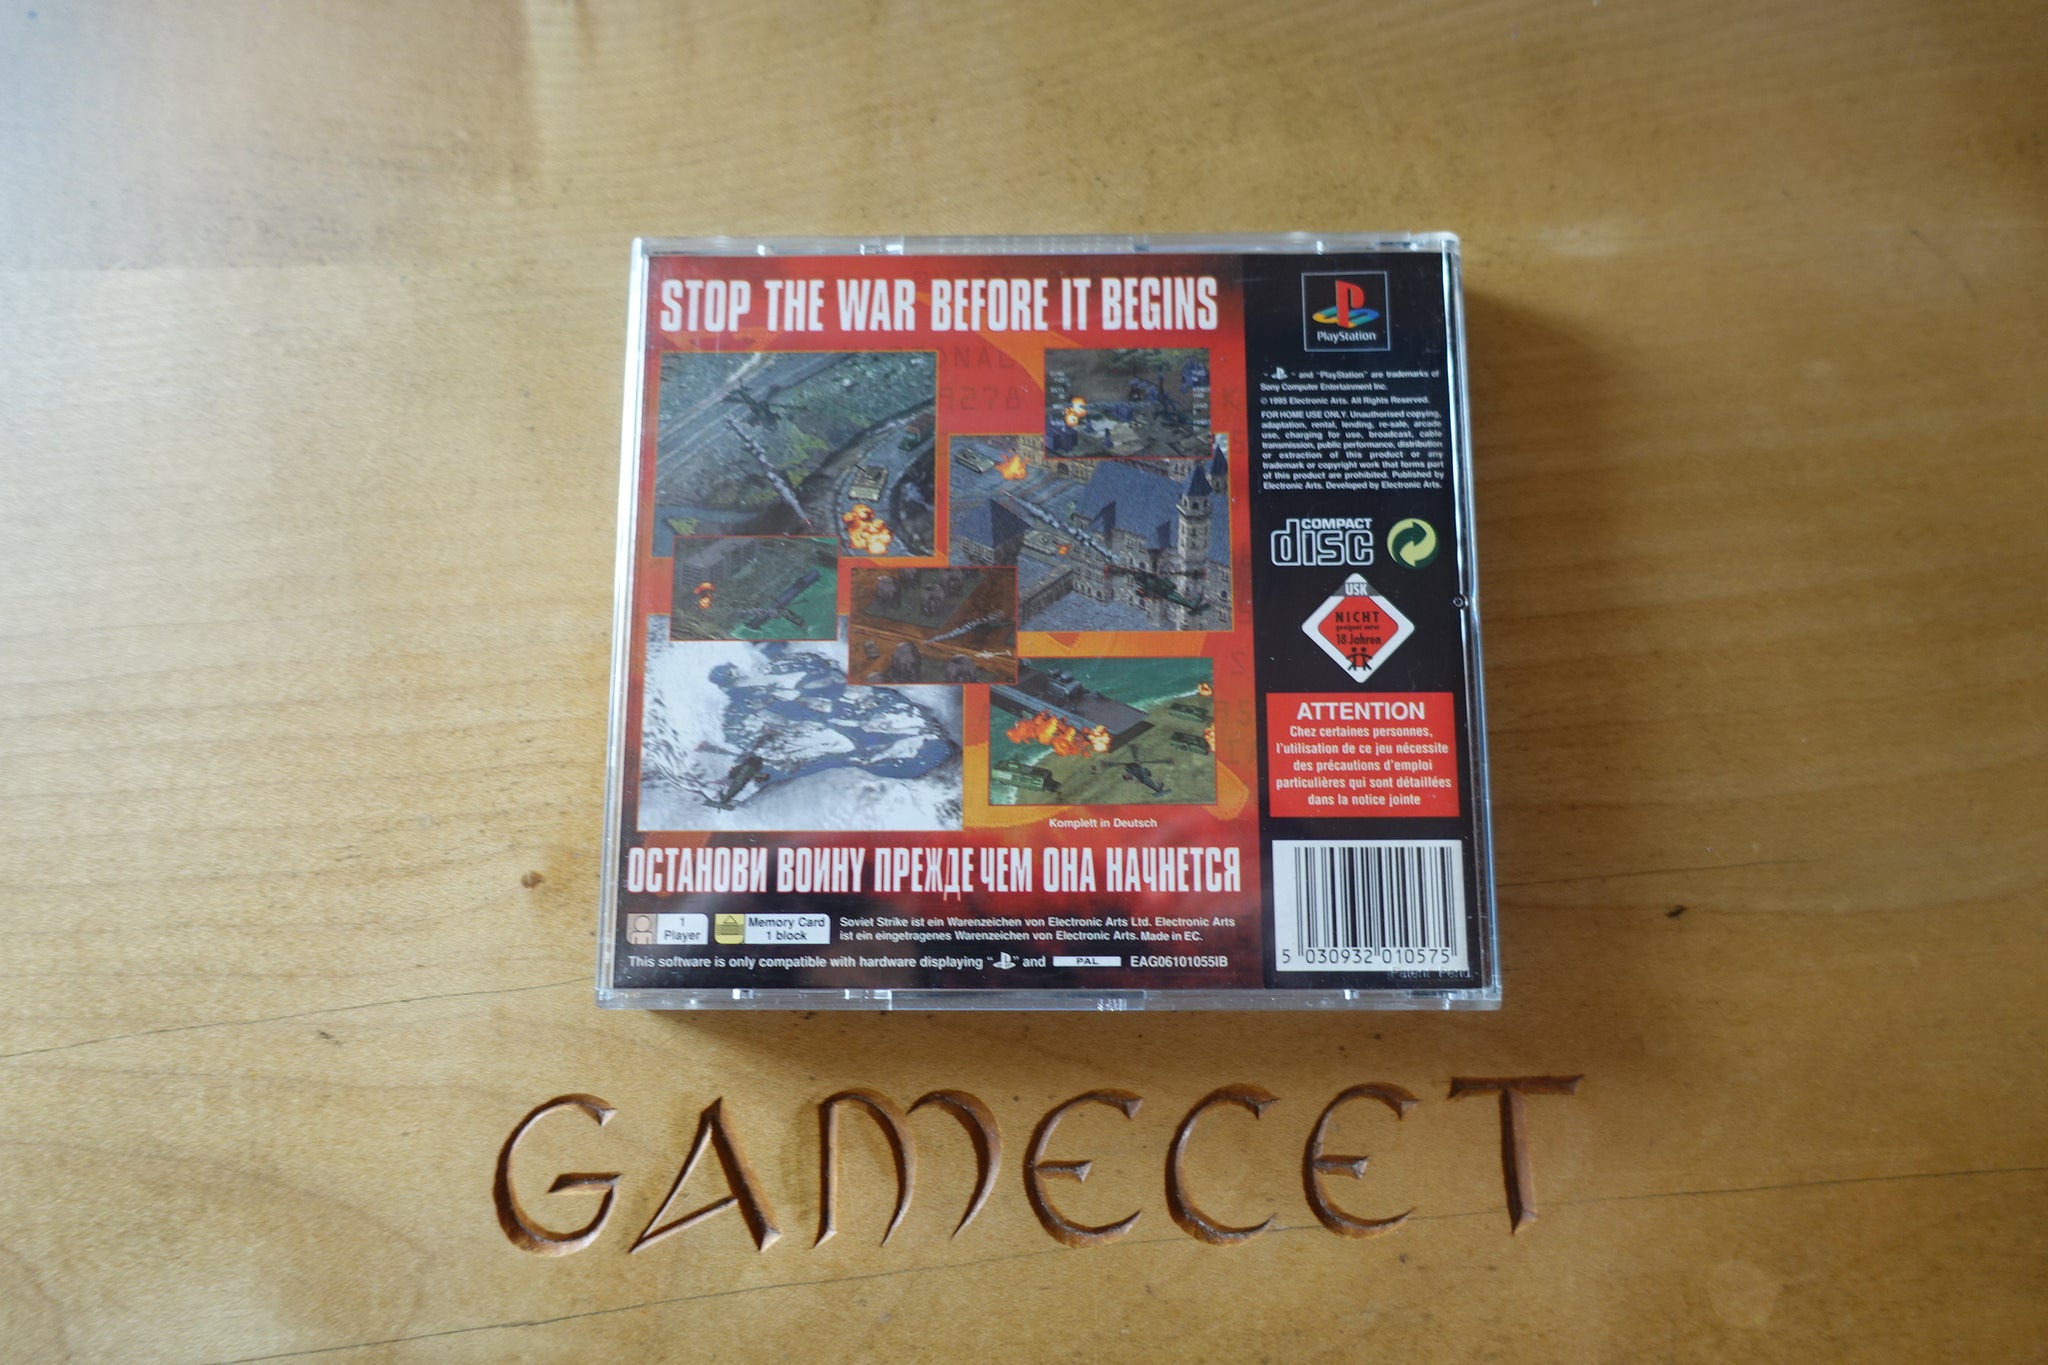 STOP THE WAR BEFORE IT BEGINS
PlayStation
" " and "PlayStation" are trademarks of
Sony Computer Entertainment Inc.
© 1995 Electronic Arts. All Rights Reserved.
FOR HOME USE ONLY. Unauthorised copying,
adaptation, rental, lending, re-sale, arcade
use, charging for use, broadcast, cable
transmission, public performance, distribution
or extraction of this product or any
trademark or copyright work that forms part
of this product are prohibited. Published by
Electronic Arts. Developed by Electronic Arts.
COMPACT
disc
USK
NICHT
geeignet unter
18 Jahren
ATTENTION
Chez certaines personnes,
l'utilisation de ce jeu nécessite
des précautions d'emploi
particulières qui sont détaillées
dans la notice jointe
Komplett in Deutsch
ОСТАНОВИ ВОИНУ ПРЕЖДЕ ЧЕМ ОНА НАЧНЕТСЯ
1
Player
Memory Card
1 block
Soviet Strike ist ein Warenzeichen von Electronic Arts Ltd. Electronic Arts
ist ein eingetragenes Warenzeichen von Electronic Arts. Made in EC.
This software is only compatible with hardware displaying " " and PAL EAG06101055IB
5 030932 010575
Patent Pend
GAMECET